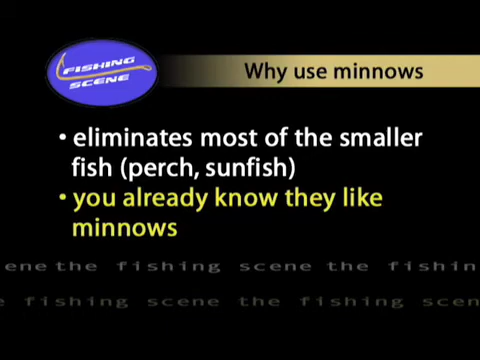 FISHING
SCENE
Why use minnows
• eliminates most of the smaller
fish (perch, sunfish)
• you already know they like
minnows
ene the fishing scene the fishin
e fishing scene the fishing scen